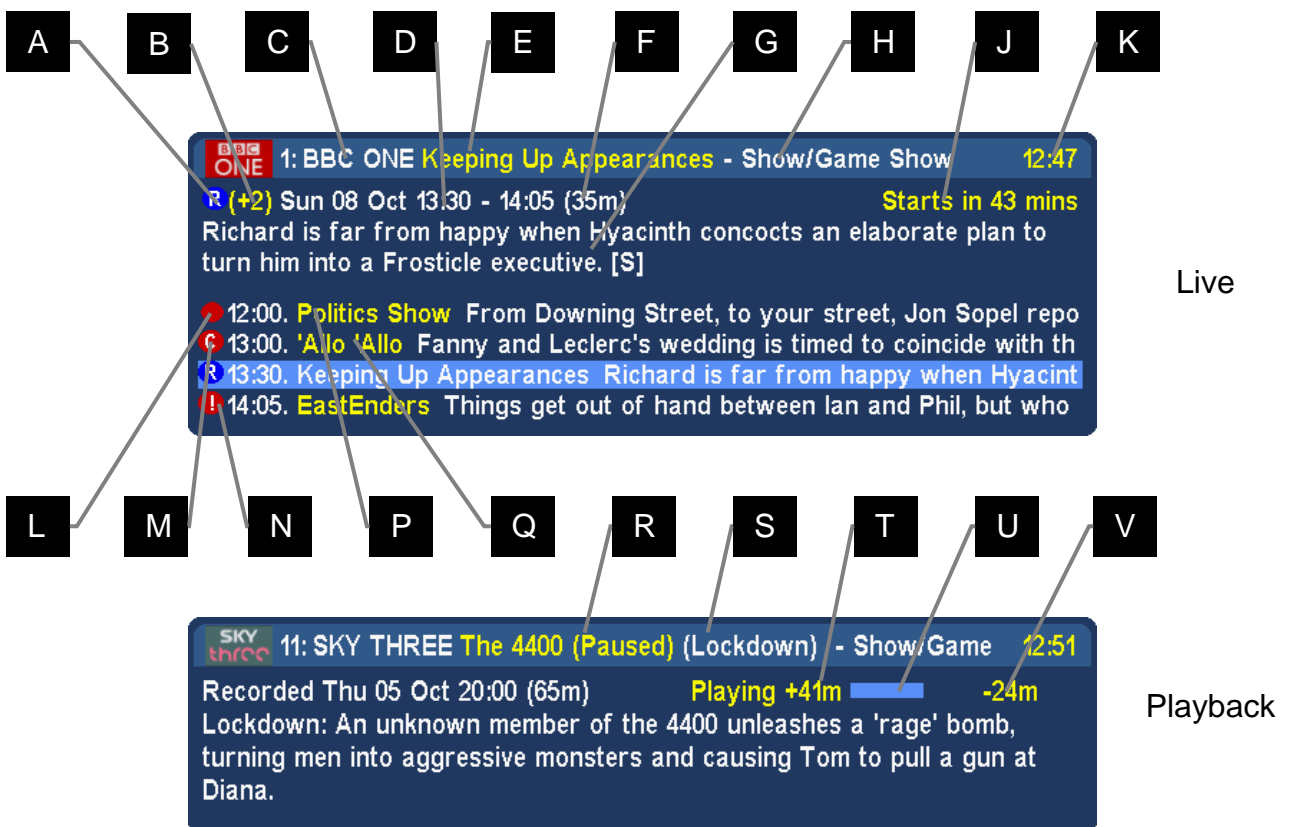 A B C D E F G H J K
BBC ONE 1: BBC ONE Keeping Up Appearances - Show/Game Show 12:47
R (+2) Sun 08 Oct 13:30 - 14:05 (35m) Starts in 43 mins
Richard is far from happy when Hyacinth concocts an elaborate plan to
turn him into a Frosticle executive. [S]
Live
12:00. Politics Show From Downing Street, to your street, Jon Sopel repo
C 13:00. 'Allo 'Allo Fanny and Leclerc's wedding is timed to coincide with th
R 13:30. Keeping Up Appearances Richard is far from happy when Hyacint
! 14:05. EastEnders Things get out of hand between Ian and Phil, but who
L M N P Q R S T U V
SKY three 11: SKY THREE The 4400 (Paused) (Lockdown) - Show/Game 12:51
Recorded Thu 05 Oct 20:00 (65m) Playing +41m -24m
Playback
Lockdown: An unknown member of the 4400 unleashes a 'rage' bomb,
turning men into aggressive monsters and causing Tom to pull a gun at
Diana.